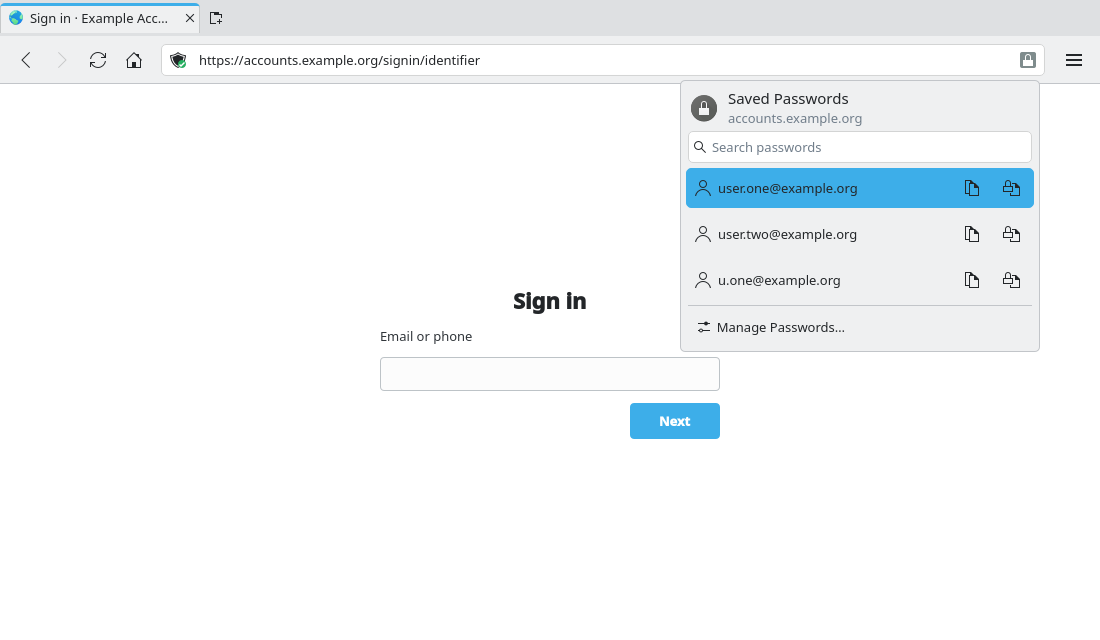 Sign in · Example Acc...
https://accounts.example.org/signin/identifier
Saved Passwords
accounts.example.org
Search passwords
user.one@example.org
user.two@example.org
u.one@example.org
Manage Passwords...
Sign in
Email or phone
Next